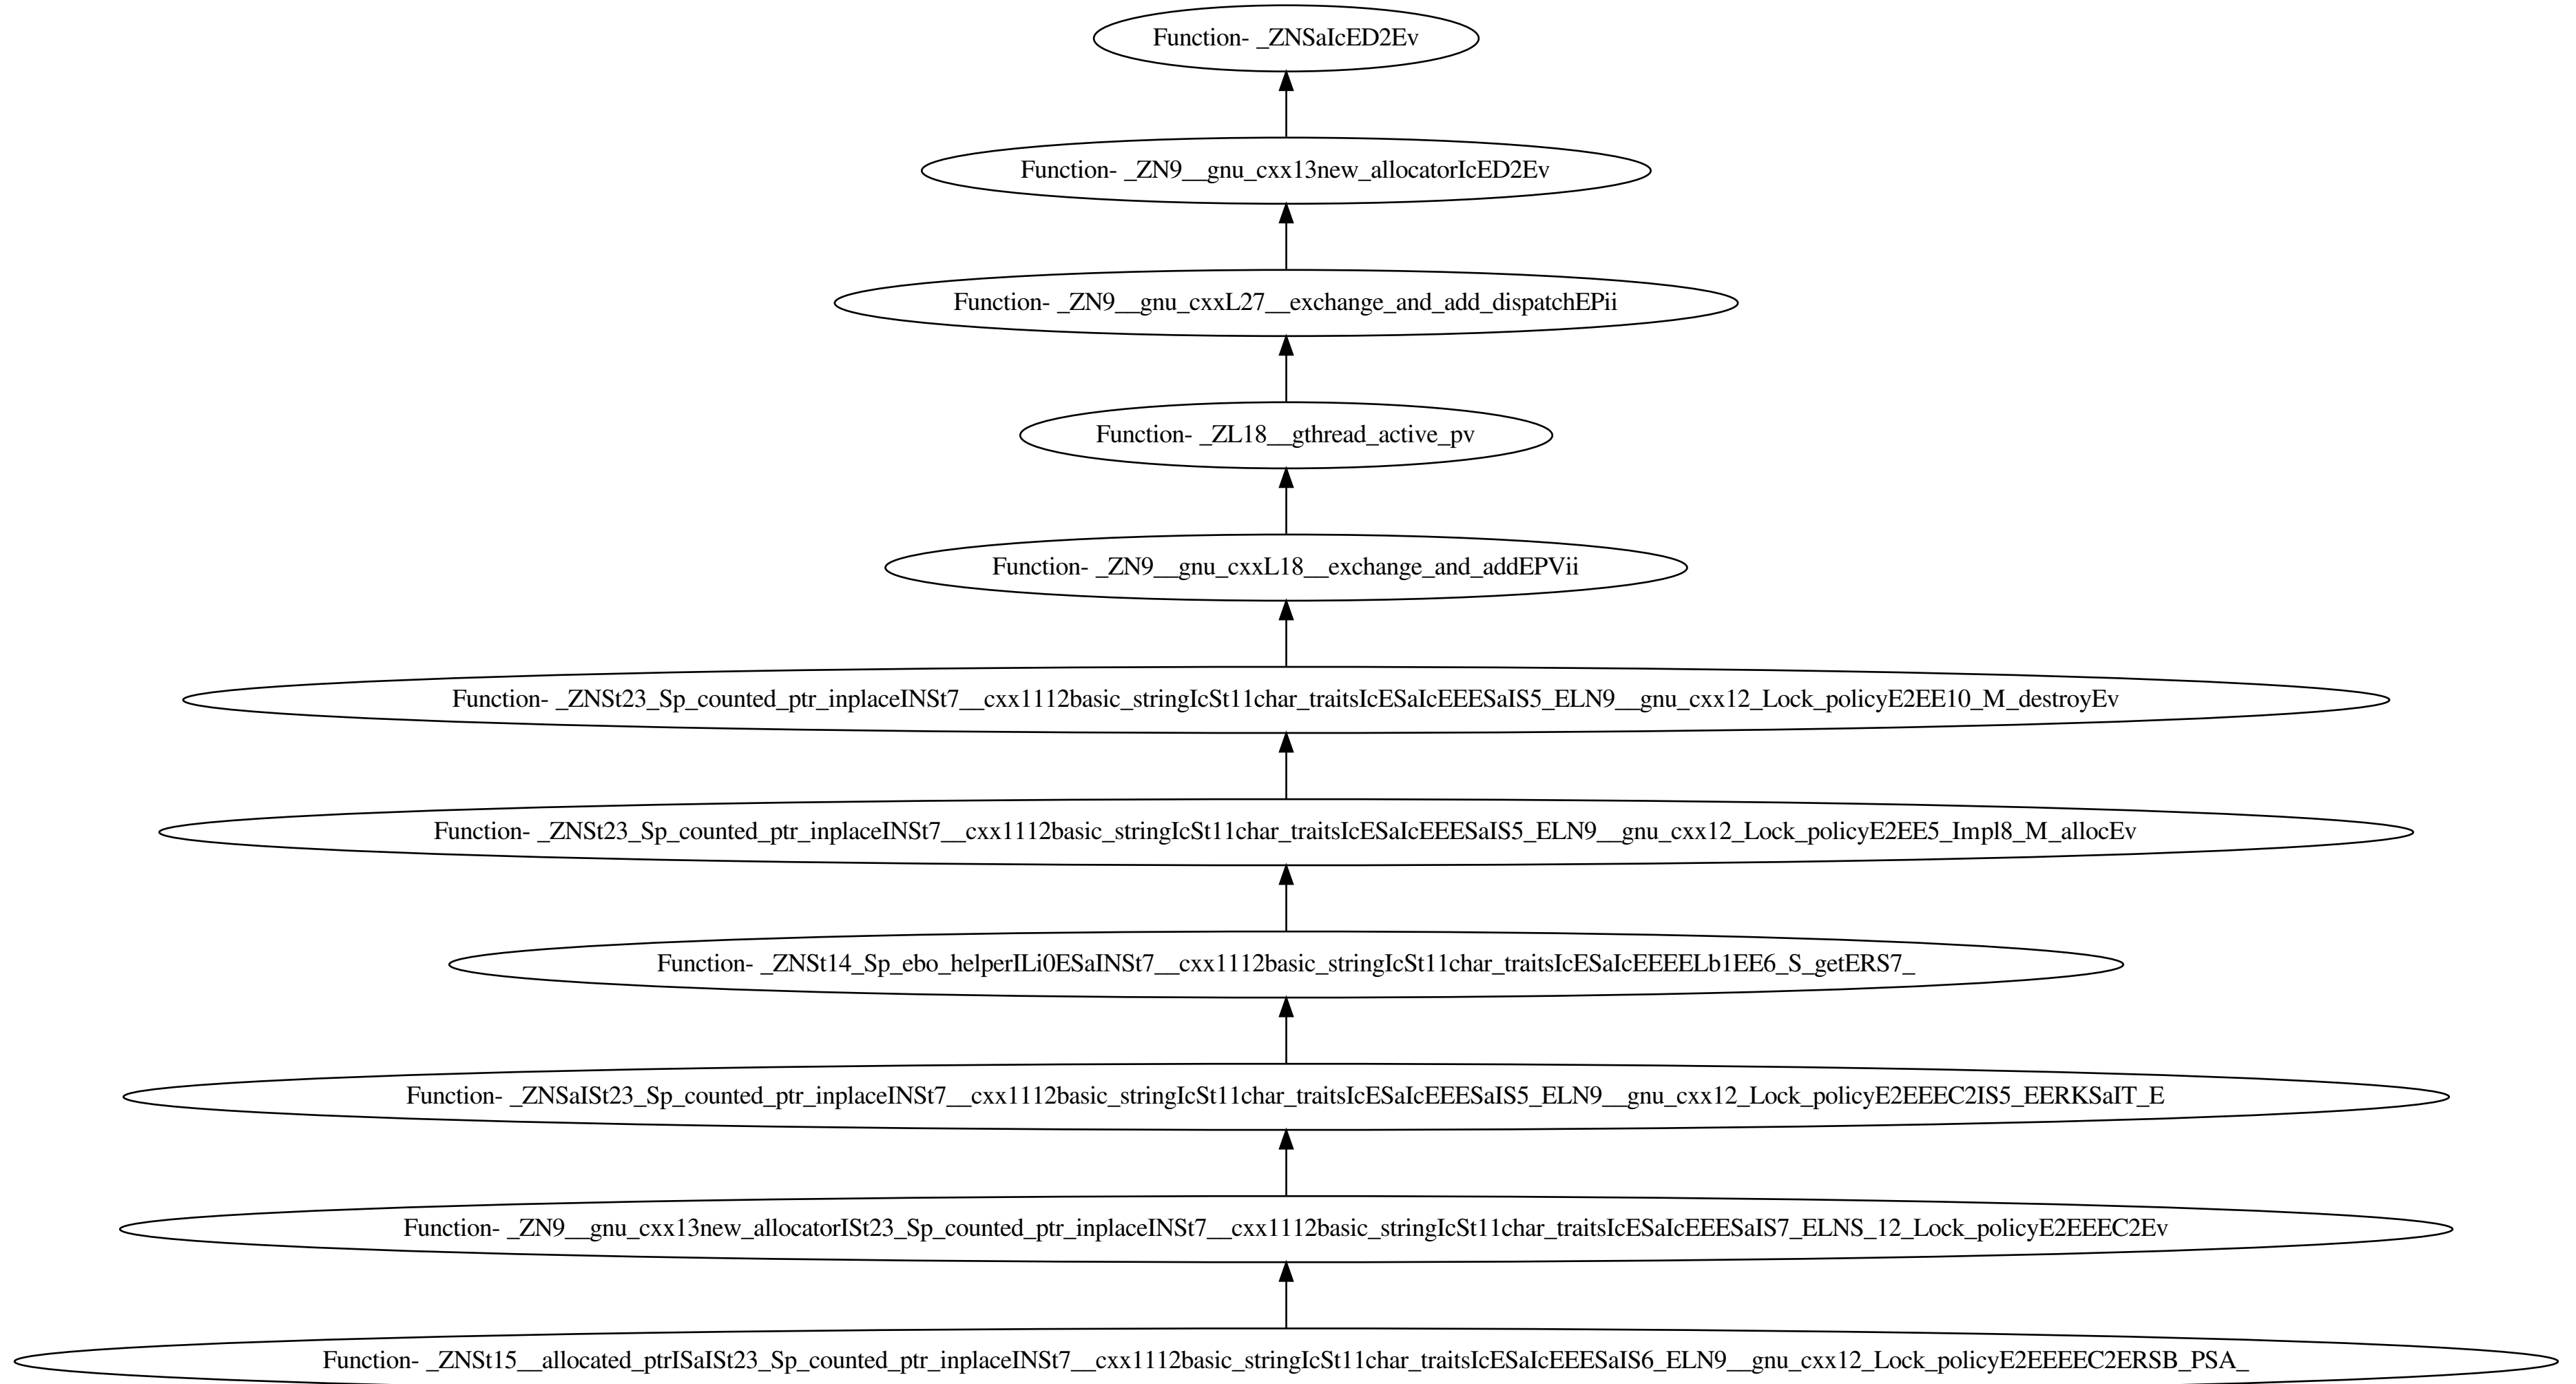 Function- _ZNSaIcED2Ev
Function- _ZN9__gnu_cxx13new_allocatorIcED2Ev
Function- _ZN9__gnu_cxxL27__exchange_and_add_dispatchEPii
Function- _ZL18__gthread_active_pv
Function- _ZN9__gnu_cxxL18__exchange_and_addEPVii
Function- _ZNSt23_Sp_counted_ptr_inplaceINSt7__cxx1112basic_stringIcSt11char_traitsIcESaIcEEESaIS5_ELN9__gnu_cxx12_Lock_policyE2EE10_M_destroyEv
Function- _ZNSt23_Sp_counted_ptr_inplaceINSt7__cxx1112basic_stringIcSt11char_traitsIcESaIcEEESaIS5_ELN9__gnu_cxx12_Lock_policyE2EE5_Impl8_M_allocEv
Function- _ZNSt14_Sp_ebo_helperILi0ESaINSt7__cxx1112basic_stringIcSt11char_traitsIcESaIcEEEELb1EE6_S_getERS7_
Function- _ZNSaISt23_Sp_counted_ptr_inplaceINSt7__cxx1112basic_stringIcSt11char_traitsIcESaIcEEESaIS5_ELN9__gnu_cxx12_Lock_policyE2EEEC2IS5_EERKSaIT_E
Function- _ZN9__gnu_cxx13new_allocatorISt23_Sp_counted_ptr_inplaceINSt7__cxx1112basic_stringIcSt11char_traitsIcESaIcEEESaIS7_ELNS_12_Lock_policyE2EEEC2Ev
Function- _ZNSt15__allocated_ptrISaISt23_Sp_counted_ptr_inplaceINSt7__cxx1112basic_stringIcSt11char_traitsIcESaIcEEESaIS6_ELN9__gnu_cxx12_Lock_policyE2EEEEC2ERSB_PSA_